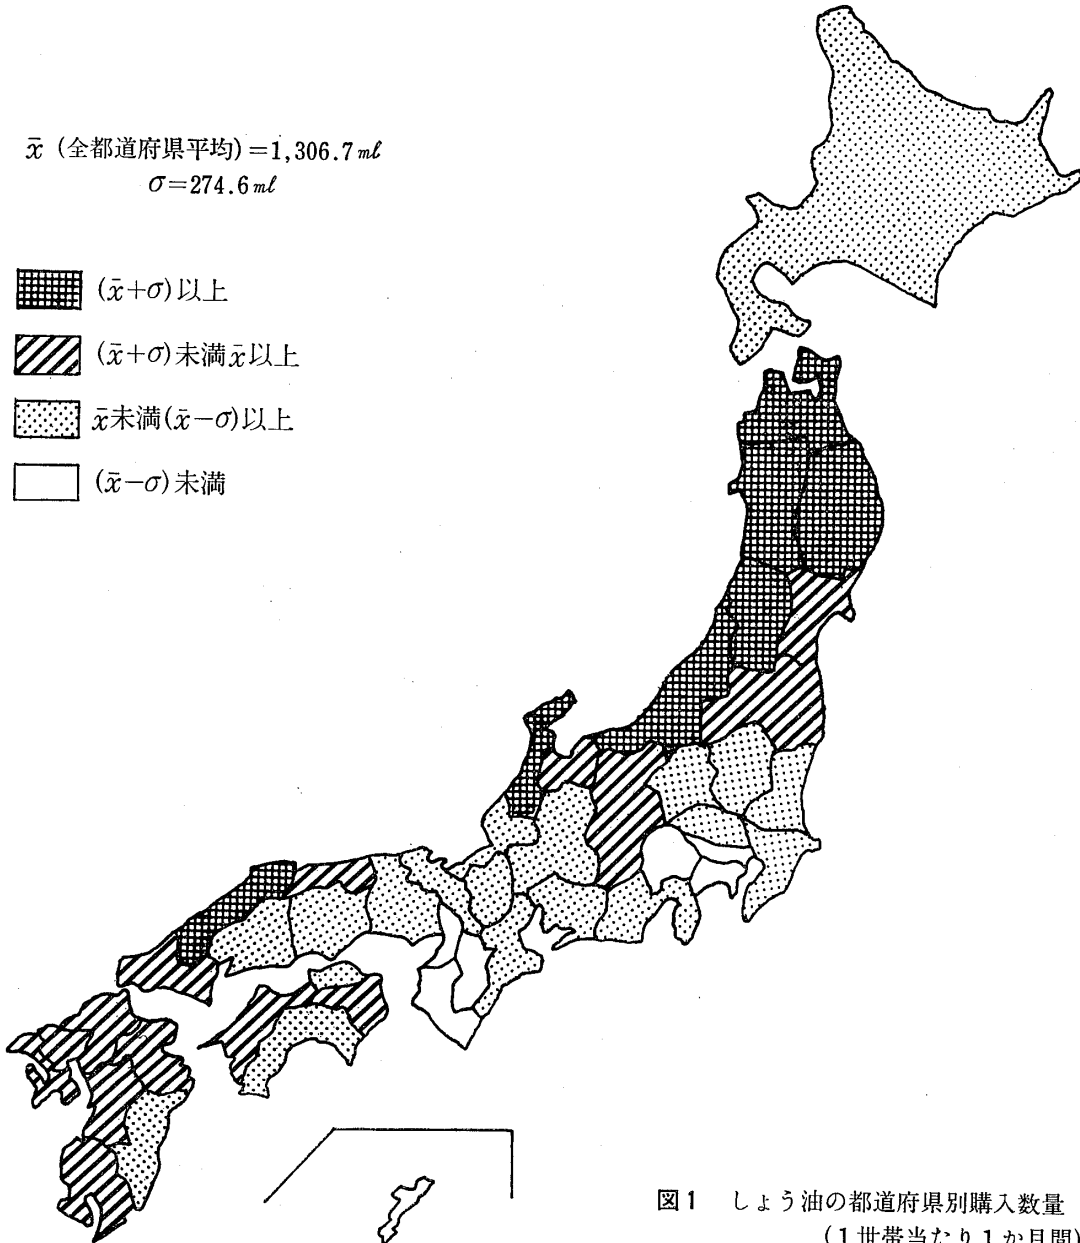 x̄ (全都道府県平均)=1,306.7mℓ
σ=274.6mℓ
(x̄+σ)以上
(x̄+σ)未満x̄以上
x̄未満(x̄−σ)以上
(x̄−σ)未満
図1 しょう油の都道府県別購入数量
(1世帯当たり1か月間)